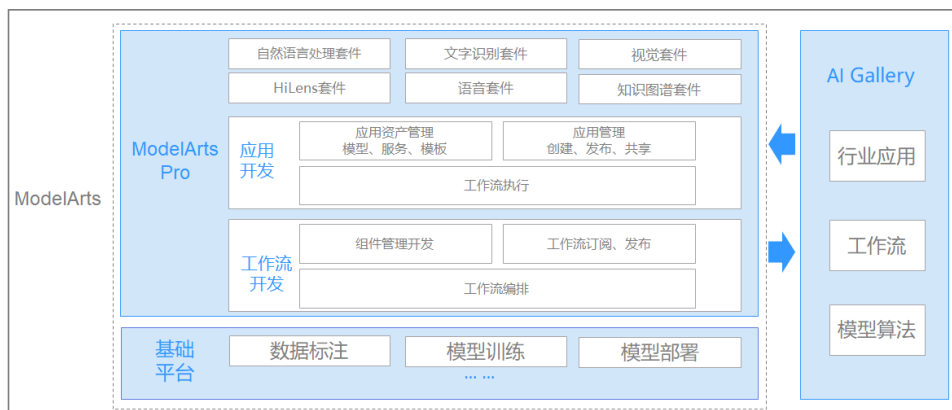 ModelArts
ModelArts
Pro
自然语言处理套件
文字识别套件
视觉套件
HiLens套件
语音套件
知识图谱套件
应用
开发
应用资产管理
模型、服务、模板
应用管理
创建、发布、共享
工作流执行
工作流
开发
组件管理开发
工作流订阅、发布
工作流编排
基础
平台
数据标注
模型训练
模型部署
... ...
AI Gallery
行业应用
工作流
模型算法